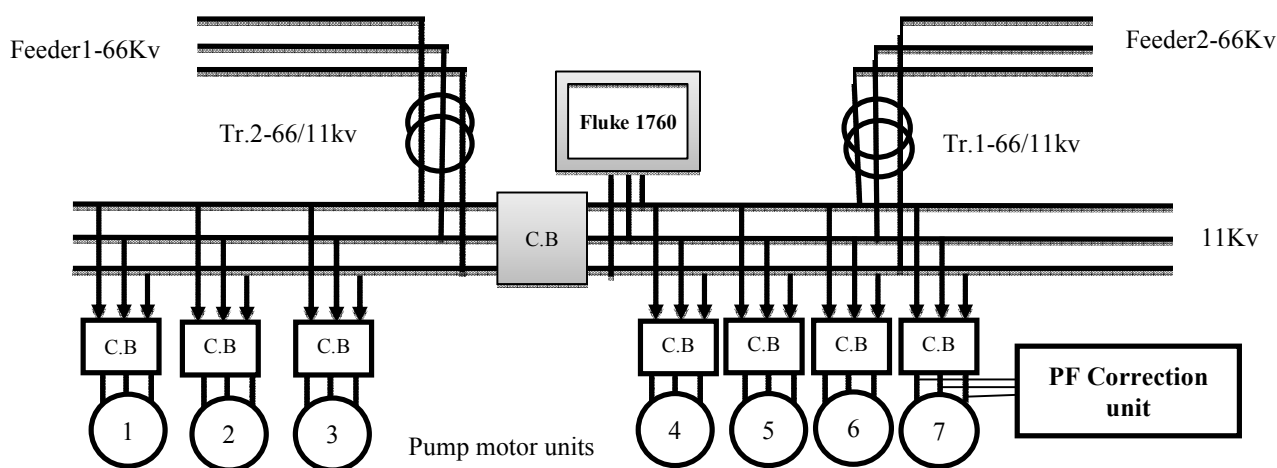 Feeder1-66Kv
Feeder2-66Kv
Fluke 1760
Tr.2-66/11kv
Tr.1-66/11kv
C.B
11Kv
C.B
C.B
C.B
C.B
C.B
C.B
C.B
PF Correction
unit
1
2
3
4
5
6
7
Pump motor units